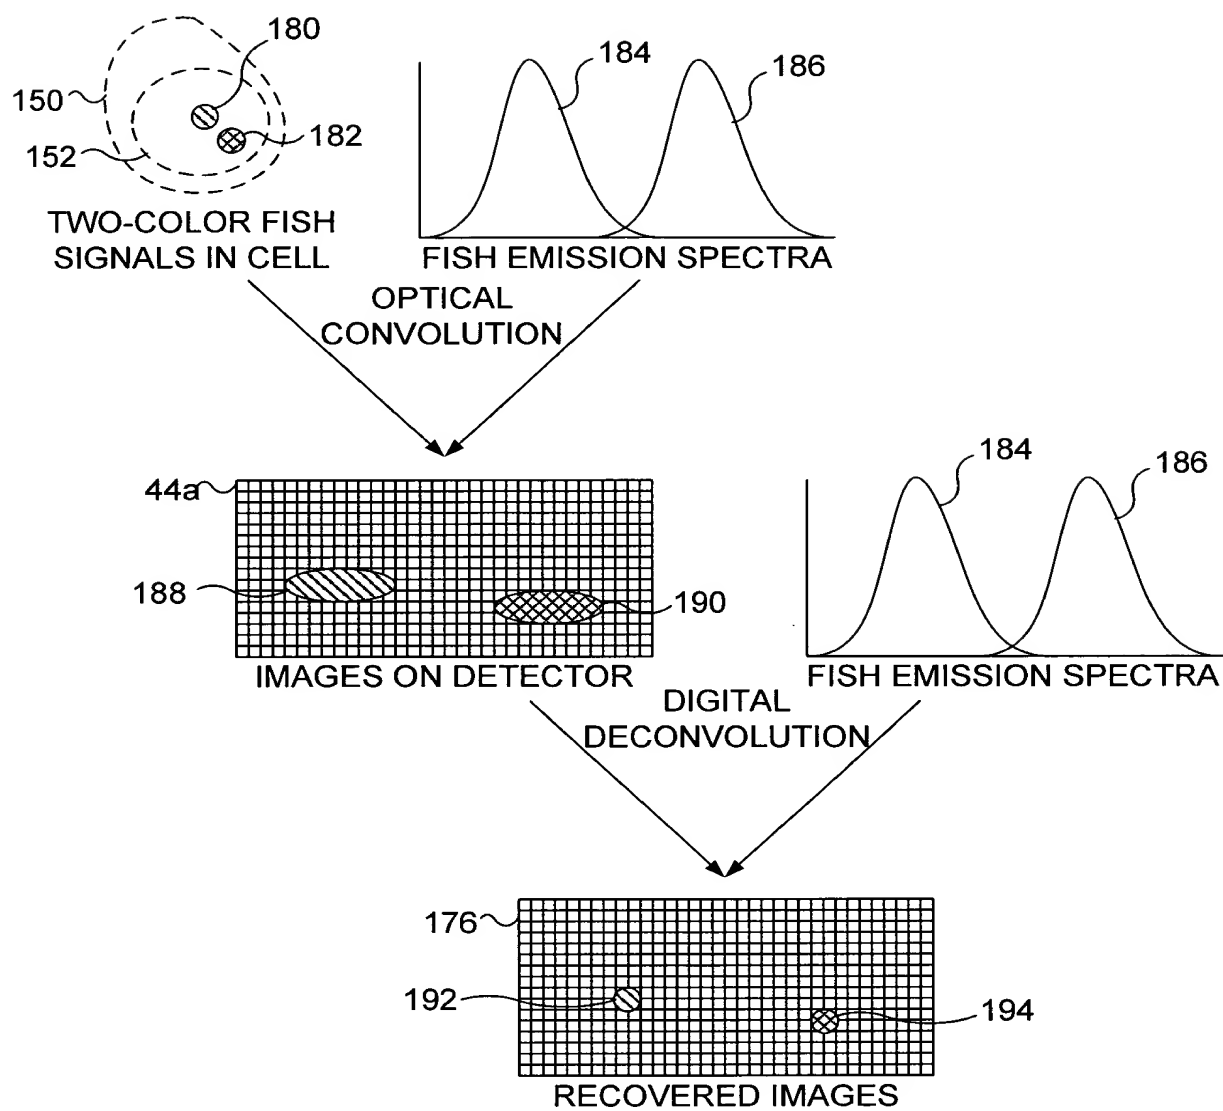 180
150
182
152
TWO-COLOR FISH
SIGNALS IN CELL
184
186
FISH EMISSION SPECTRA
OPTICAL
CONVOLUTION
44a
188
190
IMAGES ON DETECTOR
184
186
FISH EMISSION SPECTRA
DIGITAL
DECONVOLUTION
176
192
194
RECOVERED IMAGES